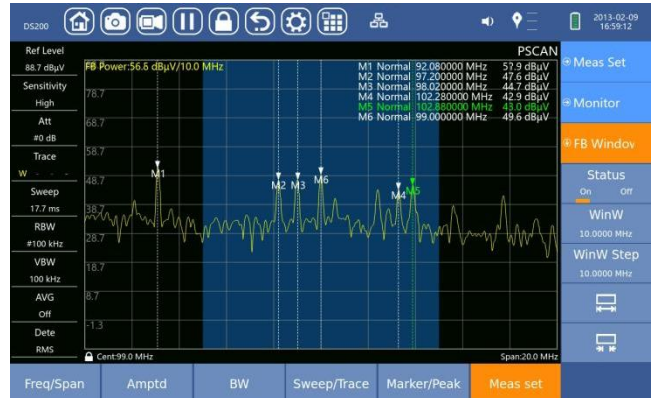 DS200
2013-02-09
16:59:12
Ref Level
88.7 dBµV
Sensitivity
High
Att
#0 dB
Trace
W - - -
Sweep
17.7 ms
RBW
#100 kHz
VBW
100 kHz
AVG
Off
Dete
RMS
PSCAN
FB Power:56.6 dBµV/10.0 MHz
M1 Normal 92.080000 MHz 57.9 dBµV
M2 Normal 97.200000 MHz 47.6 dBµV
M3 Normal 98.020000 MHz 44.7 dBµV
M4 Normal 102.280000 MHz 42.9 dBµV
M5 Normal 102.880000 MHz 43.0 dBµV
M6 Normal 99.000000 MHz 49.6 dBµV
78.7
68.7
58.7
48.7
38.7
28.7
18.7
8.7
-1.3
M1
M2 M3 M6
M4 M5
Cent:99.0 MHz
Span:20.0 MHz
Meas Set
Monitor
FB Window
Status
On Off
WinW
10.0000 MHz
WinW Step
10.0000 MHz
Freq/Span
Amptd
BW
Sweep/Trace
Marker/Peak
Meas set